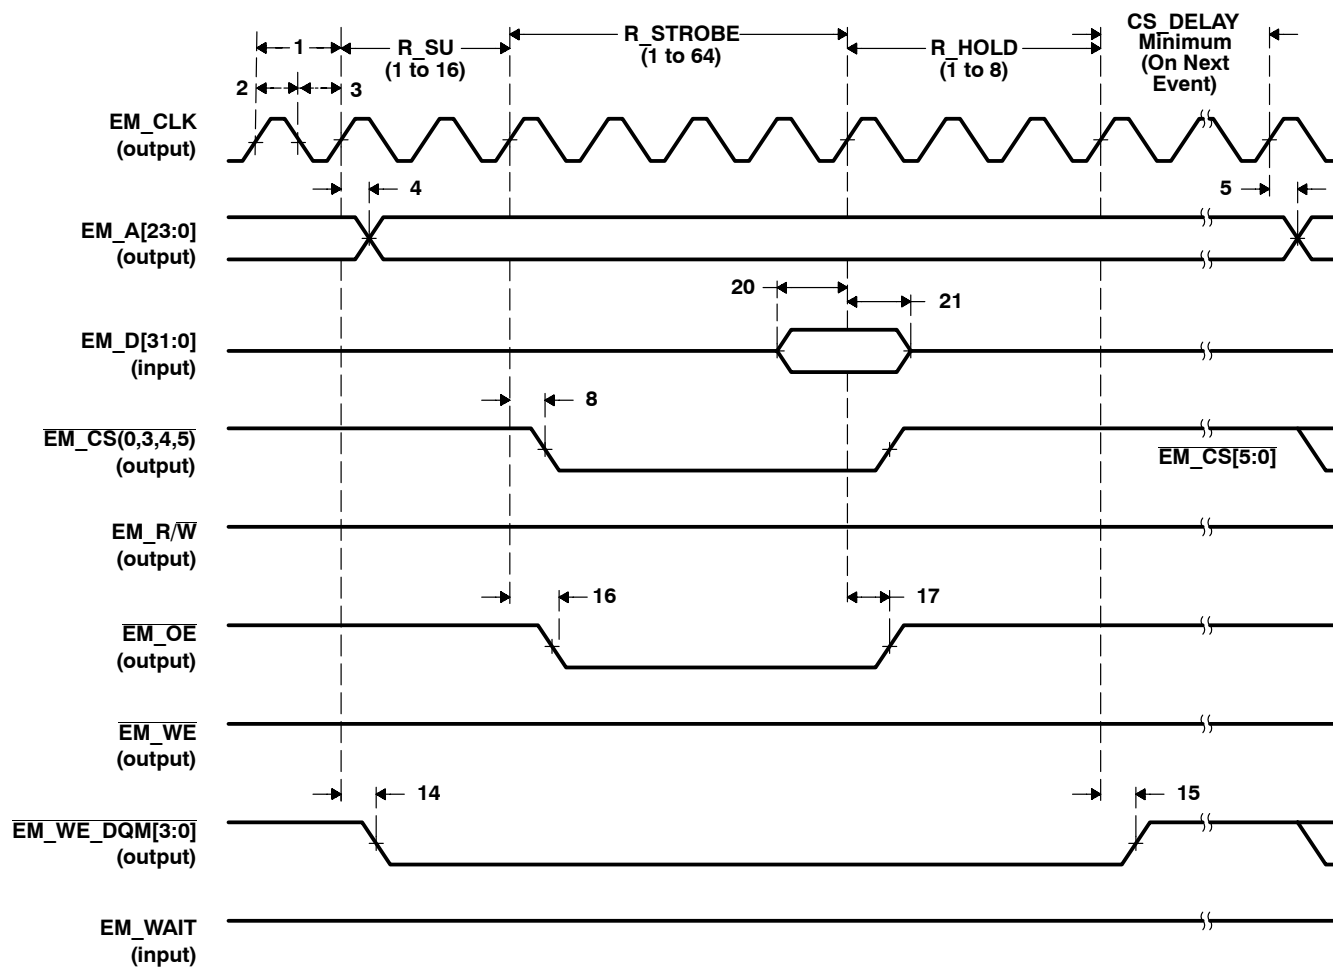 CS_DELAY
Minimum
(On Next
Event)
R_STROBE
(1 to 64)
1
R_SU
(1 to 16)
R_HOLD
(1 to 8)
2
3
EM_CLK
(output)
4
5
EM_A[23:0]
(output)
20
21
EM_D[31:0]
(input)
8
EM_CS(0,3,4,5)
(output)
EM_CS[5:0]
EM_R/W
(output)
16
17
EM_OE
(output)
EM_WE
(output)
14
15
EM_WE_DQM[3:0]
(output)
EM_WAIT
(input)